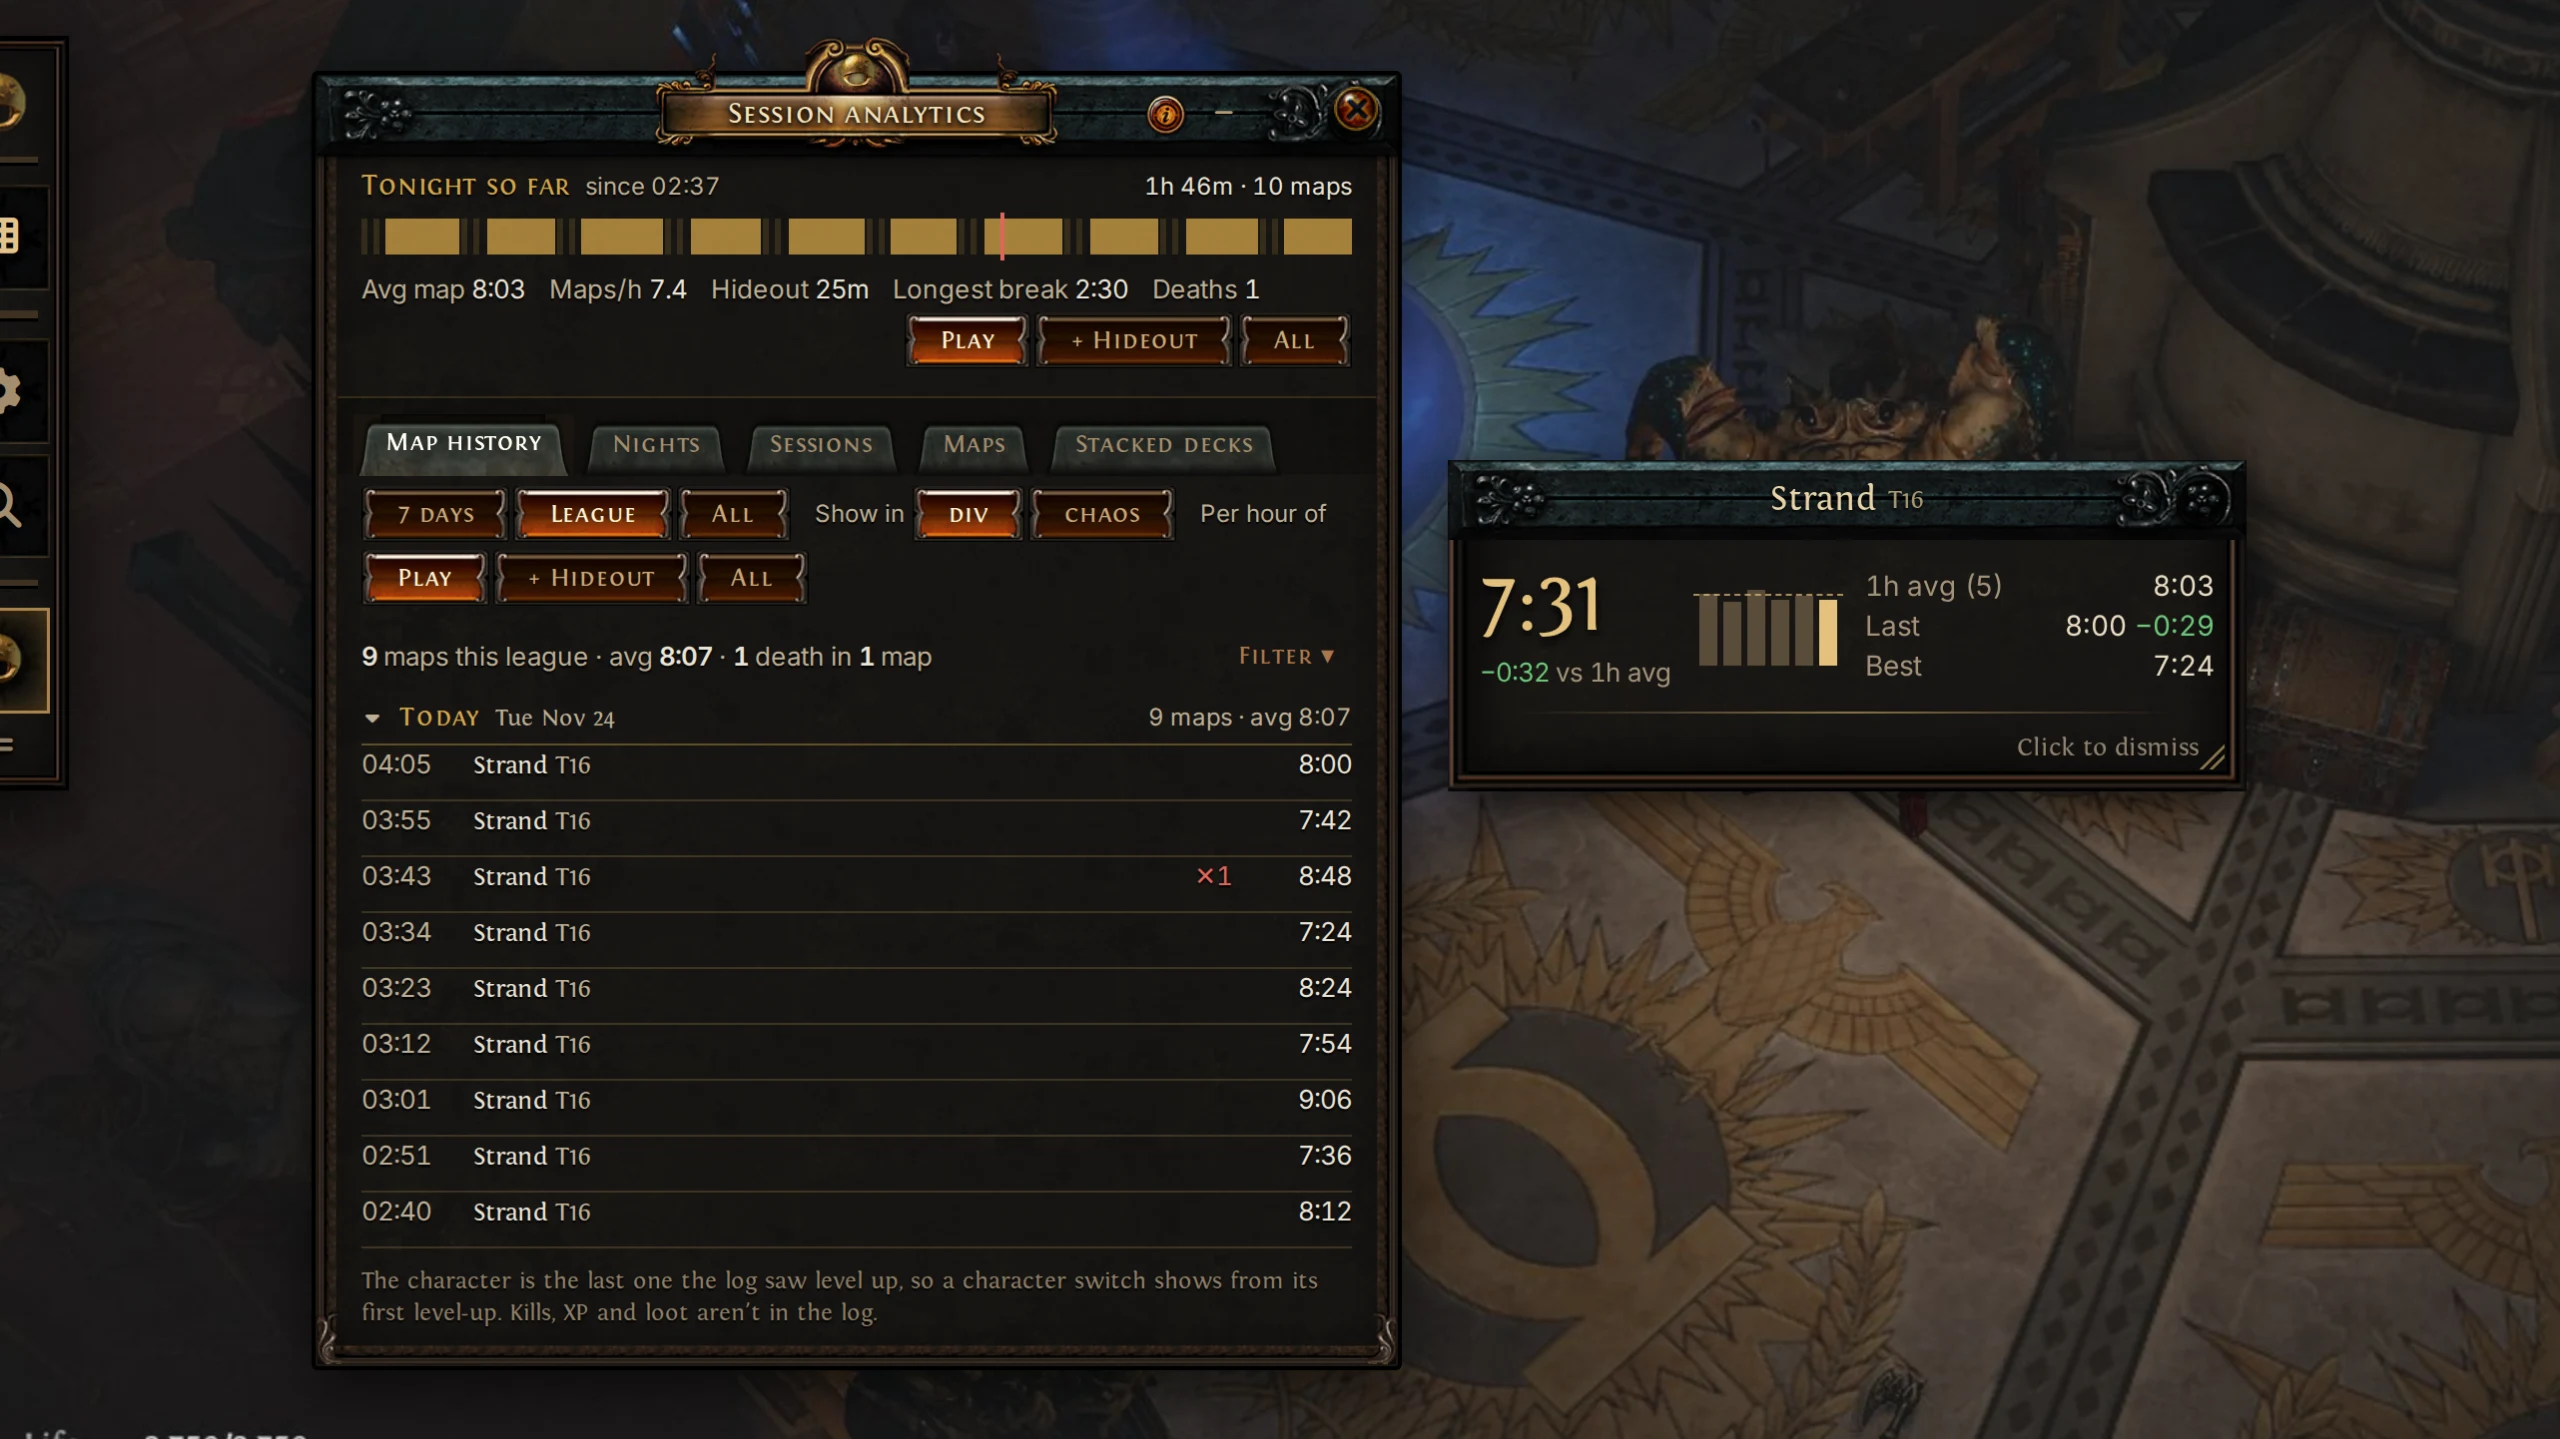 SESSION ANALYTICS
TONIGHT SO FAR since 02:37 1h 46m · 10 maps
Avg map 8:03 Maps/h 7.4 Hideout 25m Longest break 2:30 Deaths 1
PLAY + HIDEOUT ALL
MAP HISTORY NIGHTS SESSIONS MAPS STACKED DECKS
7 DAYS LEAGUE ALL Show in DIV CHAOS Per hour of
PLAY + HIDEOUT ALL
9 maps this league · avg 8:07 · 1 death in 1 map FILTER ▼
TODAY Tue Nov 24 9 maps · avg 8:07
04:05 Strand T16 8:00
03:55 Strand T16 7:42
03:43 Strand T16 ×1 8:48
03:34 Strand T16 7:24
03:23 Strand T16 8:24
03:12 Strand T16 7:54
03:01 Strand T16 9:06
02:51 Strand T16 7:36
02:40 Strand T16 8:12
The character is the last one the log saw level up, so a character switch shows from its
first level-up. Kills, XP and loot aren't in the log.
Strand T16
7:31
−0:32 vs 1h avg
1h avg (5) 8:03
Last 8:00 −0:29
Best 7:24
Click to dismiss